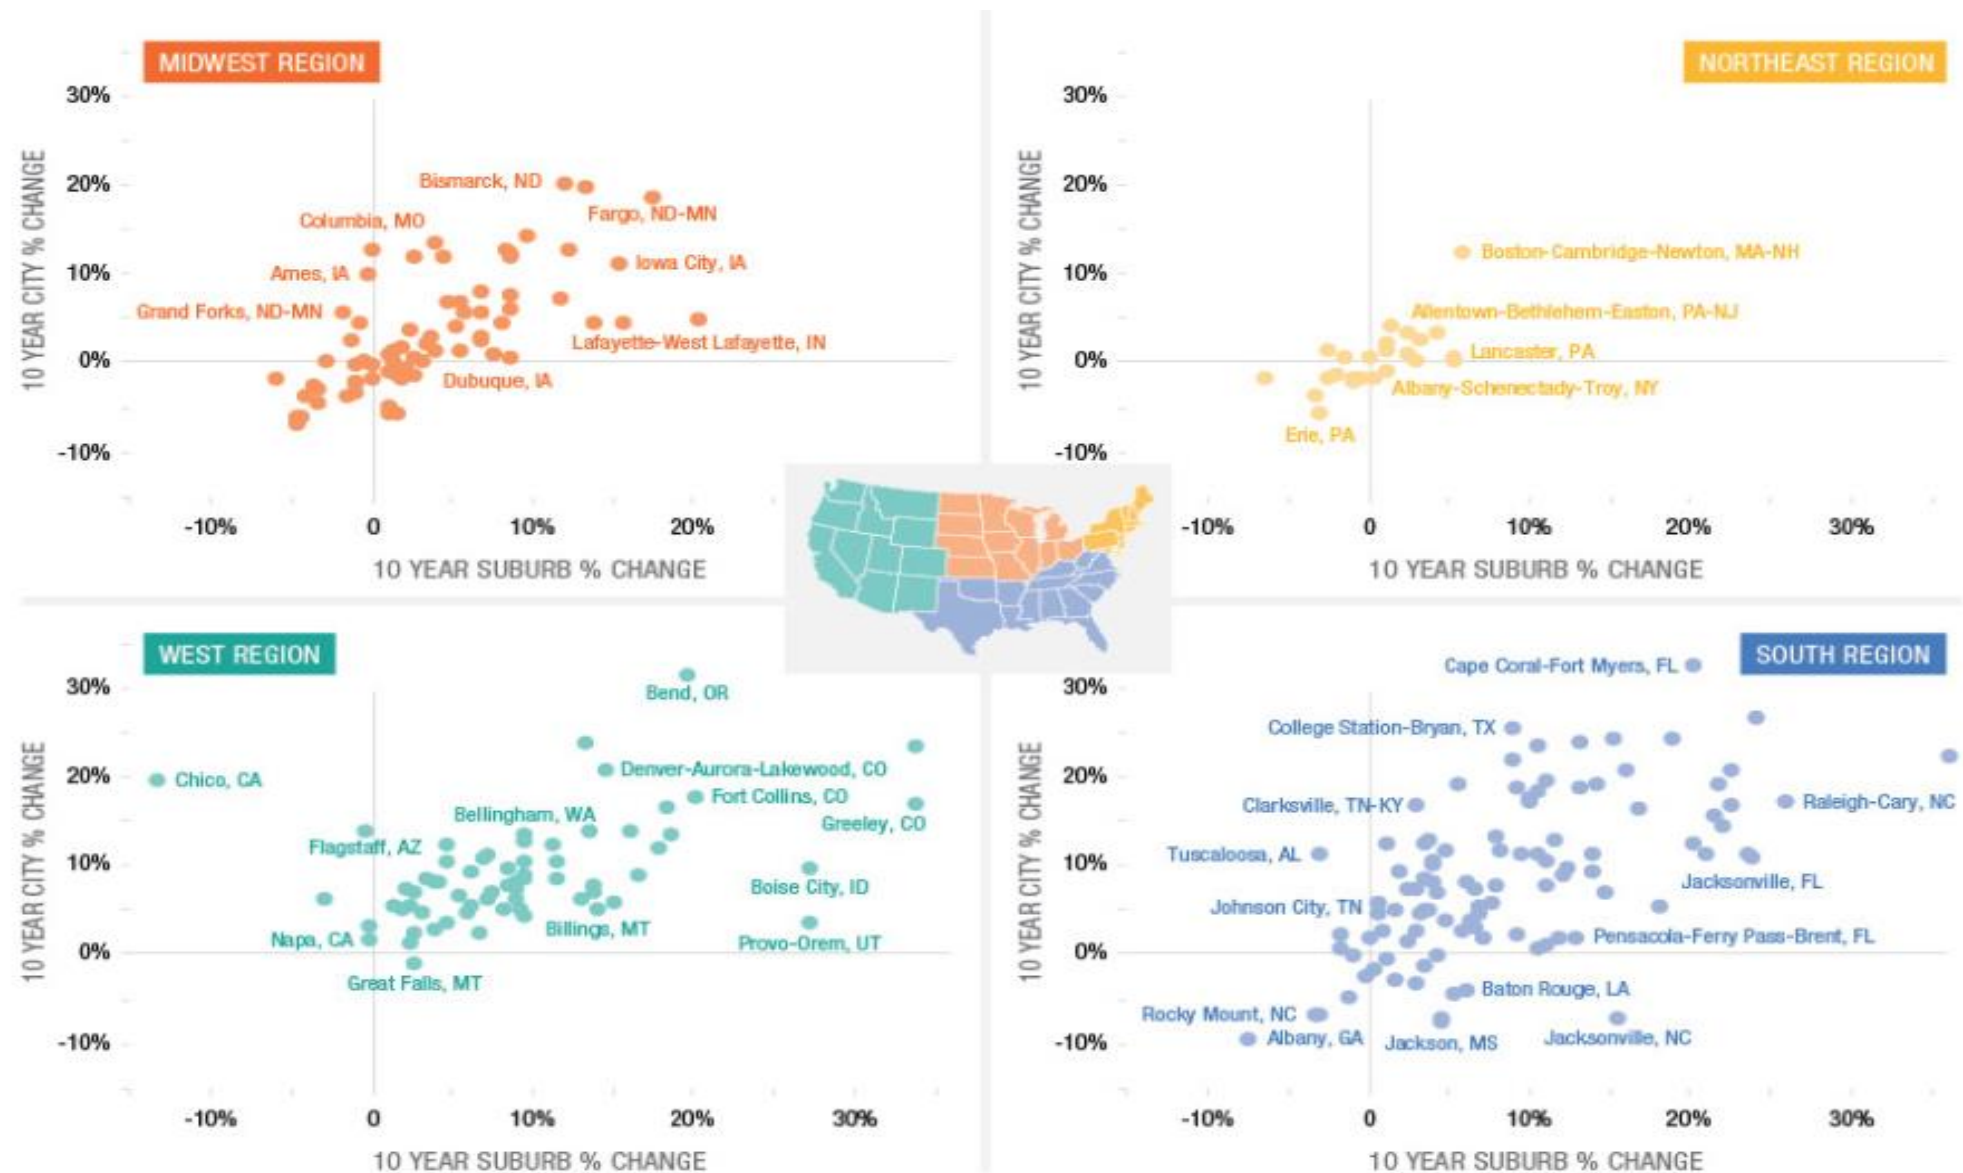 MIDWEST REGION
30%
20%
10%
0%
-10%
10 YEAR CITY % CHANGE
Bismarck, ND
Fargo, ND-MN
Columbia, MO
Ames, IA
Iowa City, IA
Grand Forks, ND-MN
Lafayette-West Lafayette, IN
Dubuque, IA
-10%
0
10%
20%
10 YEAR SUBURB % CHANGE
NORTHEAST REGION
30%
20%
10%
0%
-10%
10 YEAR CITY % CHANGE
Boston-Cambridge-Newton, MA-NH
Allentown-Bethlehem-Easton, PA-NJ
Lancaster, PA
Albany-Schenectady-Troy, NY
Erie, PA
-10%
0
10%
20%
30%
10 YEAR SUBURB % CHANGE
WEST REGION
30%
20%
10%
0%
-10%
10 YEAR CITY % CHANGE
Bend, OR
Chico, CA
Denver-Aurora-Lakewood, CO
Fort Collins, CO
Bellingham, WA
Greeley, CO
Flagstaff, AZ
Boise City, ID
Billings, MT
Napa, CA
Provo-Orem, UT
Great Falls, MT
-10%
0
10%
20%
30%
10 YEAR SUBURB % CHANGE
SOUTH REGION
30%
20%
10%
0%
-10%
10 YEAR CITY % CHANGE
Cape Coral-Fort Myers, FL
College Station-Bryan, TX
Clarksville, TN-KY
Raleigh-Cary, NC
Tuscaloosa, AL
Jacksonville, FL
Johnson City, TN
Pensacola-Ferry Pass-Brent, FL
Baton Rouge, LA
Rocky Mount, NC
Albany, GA
Jackson, MS
Jacksonville, NC
-10%
0
10%
20%
30%
10 YEAR SUBURB % CHANGE